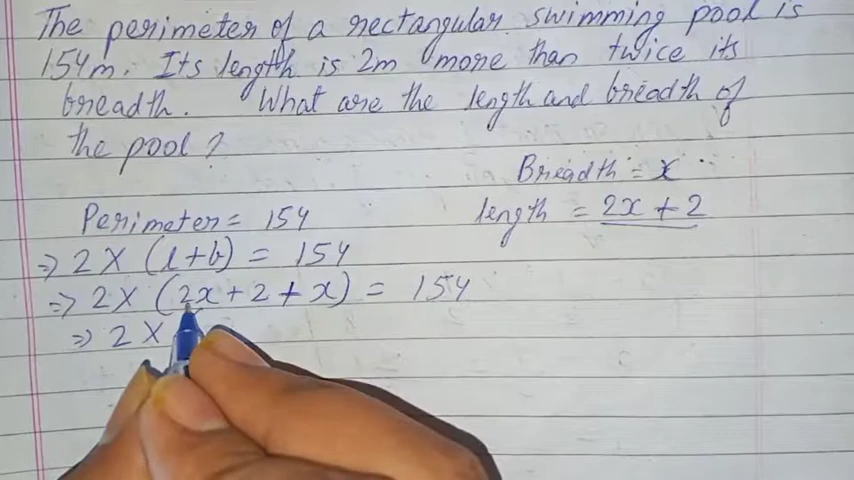 The perimeter of a rectangular swimming pool is
154m. Its length is 2m more than twice its
breadth. What are the length and breadth of
the pool ?
Breadth = x
length = 2x + 2
Perimeter = 154
⇒ 2 × (l+b) = 154
⇒ 2 × (2x + 2 + x) = 154
⇒ 2 ×